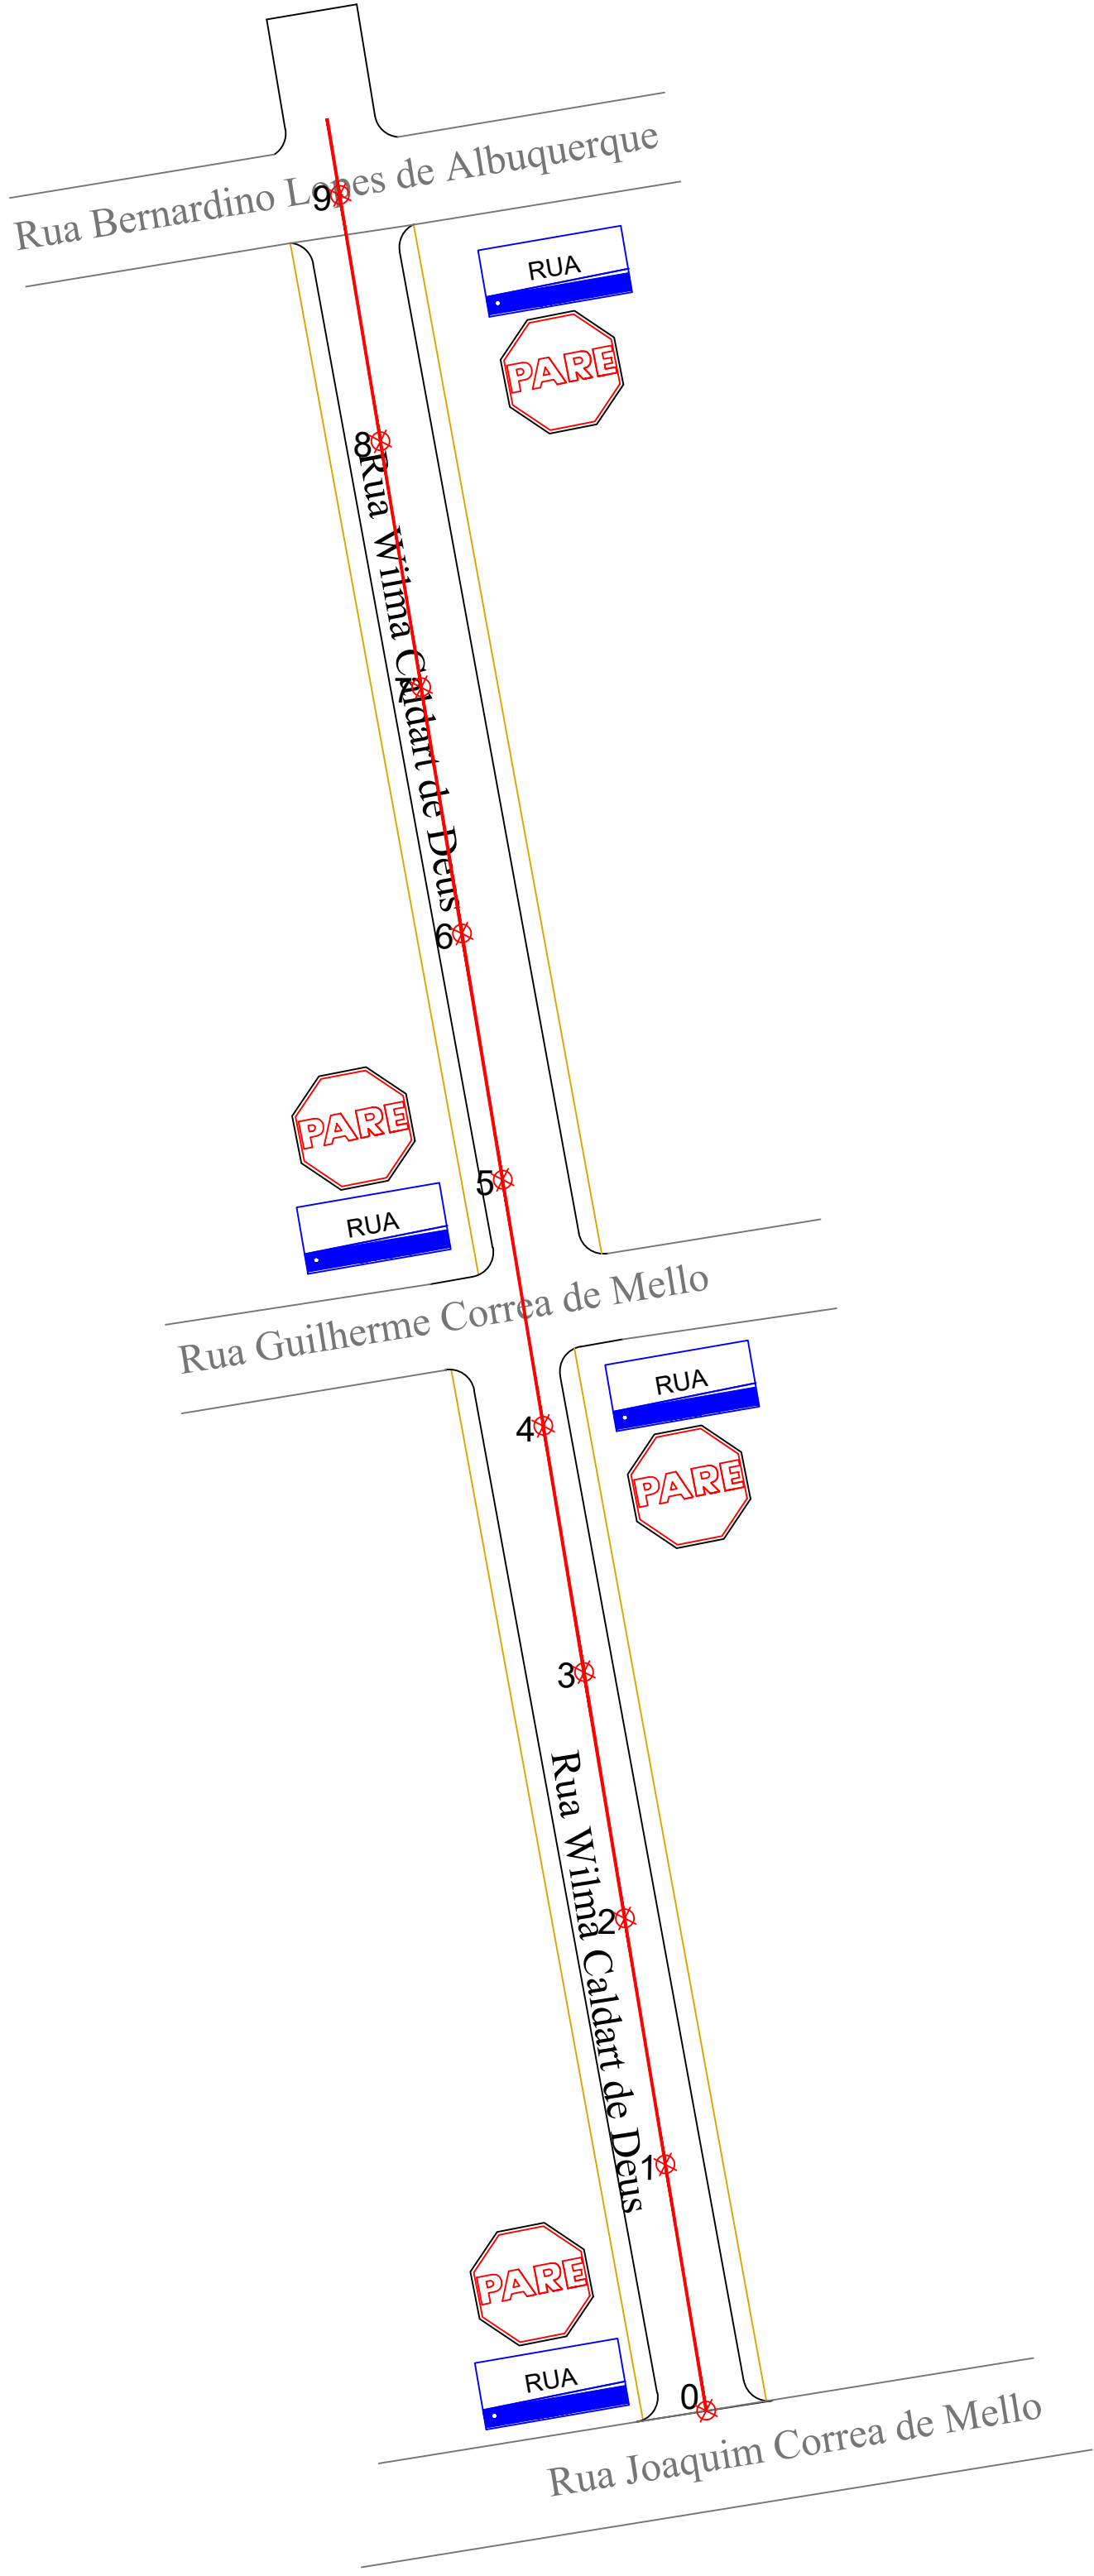 Rua Bernardino Lopes de Albuquerque
9
RUA
PARE
8
Rua Wilma Caldart de Deus
7
6
PARE
5
RUA
Rua Guilherme Correa de Mello
RUA
4
PARE
3
Rua Wilma Caldart de Deus
2
1
PARE
RUA
0
Rua Joaquim Correa de Mello